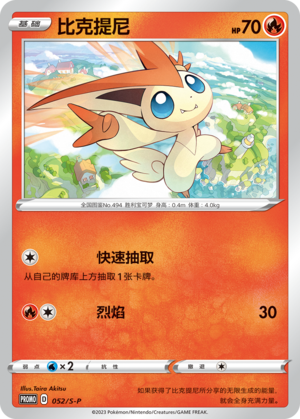 基础 比克提尼 HP70
全国图鉴No.494 胜利宝可梦 身高：0.4m 体重：4.0kg
快速抽取
从自己的牌库上方抽取1张卡牌。
烈焰 30
弱点 ×2 抗性 撤退
Illus.Taira Akitsu
如果获得了比克提尼所分享的无限生成的能量，
就会全身充满力量。
PROMO D 052/S-P
©2023 Pokémon/Nintendo/Creatures/GAME FREAK.